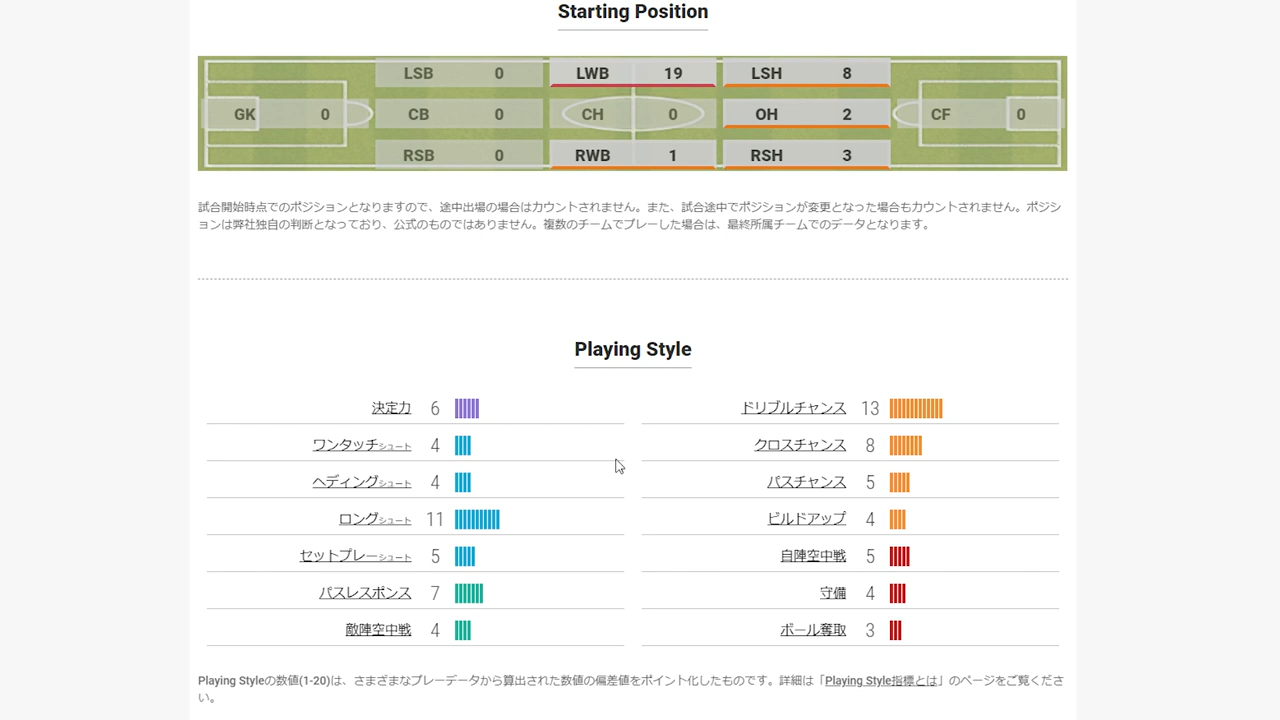 Starting Position
LSB 0 LWB 19 LSH 8
GK 0 CB 0 CH 0 OH 2 CF 0
RSB 0 RWB 1 RSH 3
試合開始時点でのポジションとなりますので、途中出場の場合はカウントされません。また、試合途中でポジションが変更となった場合もカウントされません。ポジシ
ョンは弊社独自の判断となっており、公式のものではありません。複数のチームでプレーした場合は、最終所属チームでのデータとなります。
Playing Style
決定力 6 ドリブルチャンス 13
ワンタッチシュート 4 クロスチャンス 8
ヘディングシュート 4 パスチャンス 5
ロングシュート 11 ビルドアップ 4
セットプレーシュート 5 自陣空中戦 5
パスレスポンス 7 守備 4
敵陣空中戦 4 ボール奪取 3
Playing Styleの数値(1-20)は、さまざまなプレーデータから算出された数値の偏差値をポイント化したものです。詳細は「Playing Style指標とは」のページをご覧くださ
い。